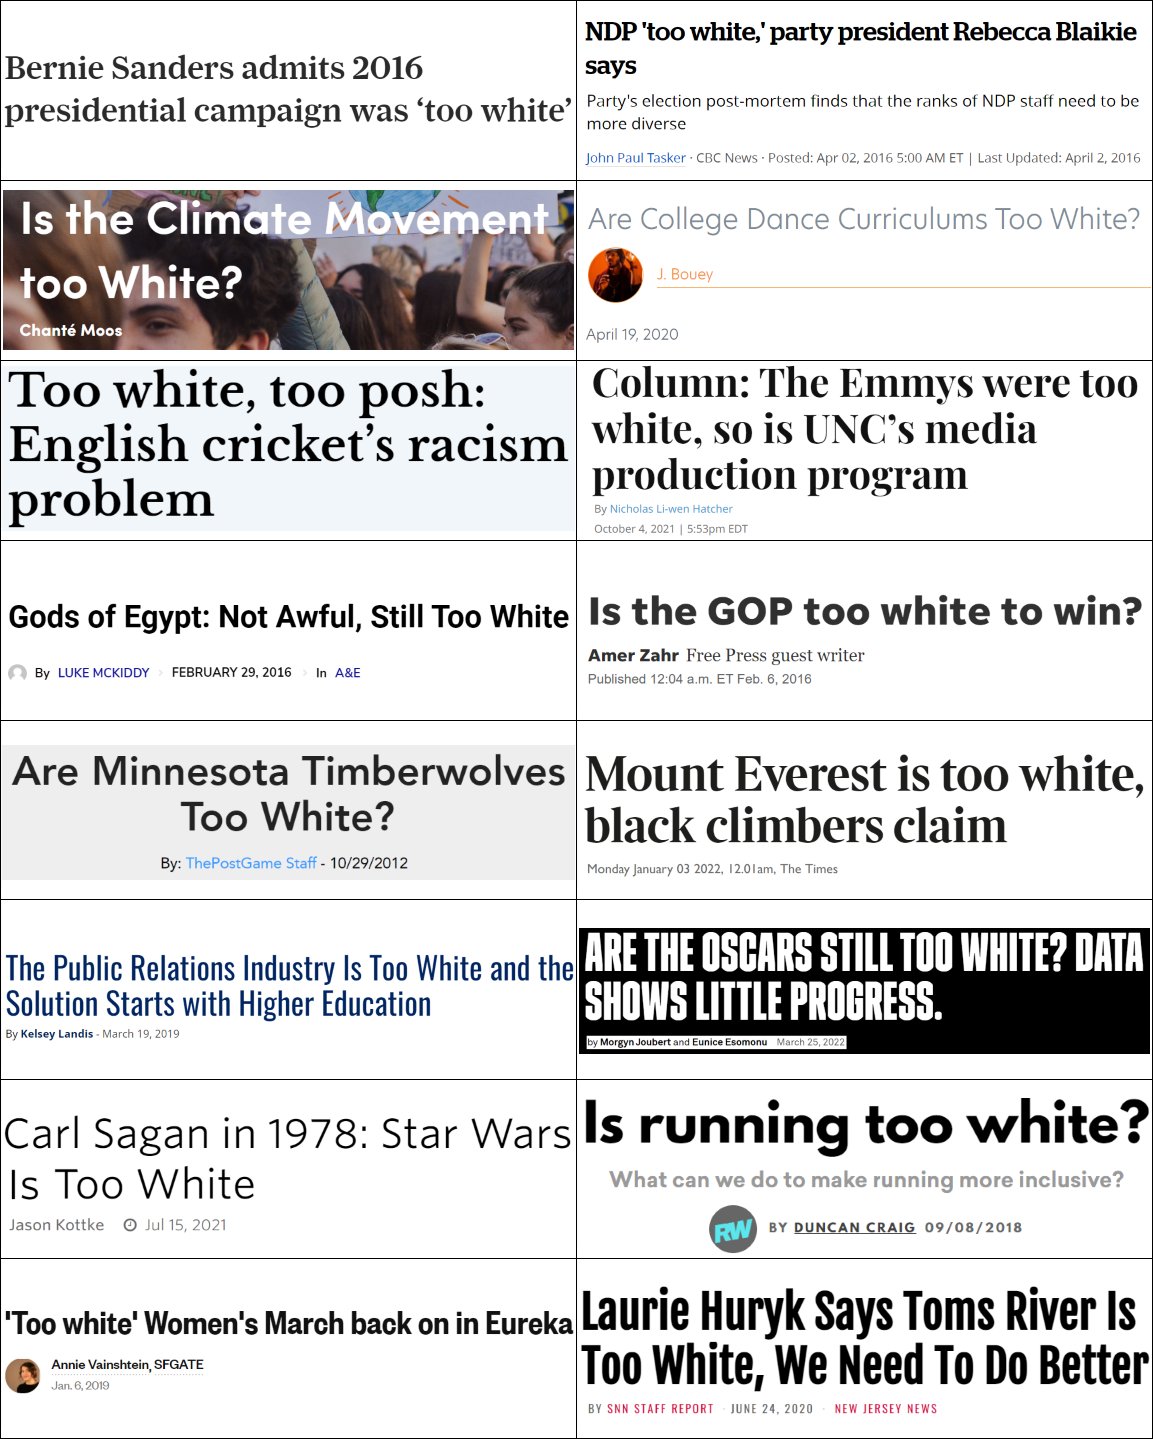 Bernie Sanders admits 2016
presidential campaign was ‘too white’
NDP 'too white,' party president Rebecca Blaikie
says
Party's election post-mortem finds that the ranks of NDP staff need to be
more diverse
John Paul Tasker · CBC News · Posted: Apr 02, 2016 5:00 AM ET | Last Updated: April 2, 2016
Is the Climate Movement
too White?
Chanté Moos
Are College Dance Curriculums Too White?
J. Bouey
April 19, 2020
Too white, too posh:
English cricket’s racism
problem
Column: The Emmys were too
white, so is UNC’s media
production program
By Nicholas Li-wen Hatcher
October 4, 2021 | 5:53pm EDT
Gods of Egypt: Not Awful, Still Too White
By LUKE MCKIDDY › FEBRUARY 29, 2016 › In A&E
Is the GOP too white to win?
Amer Zahr Free Press guest writer
Published 12:04 a.m. ET Feb. 6, 2016
Are Minnesota Timberwolves
Too White?
By: ThePostGame Staff - 10/29/2012
Mount Everest is too white,
black climbers claim
Monday January 03 2022, 12.01am, The Times
The Public Relations Industry Is Too White and the
Solution Starts with Higher Education
By Kelsey Landis - March 19, 2019
ARE THE OSCARS STILL TOO WHITE? DATA
SHOWS LITTLE PROGRESS.
by Morgyn Joubert and Eunice Esomonu March 25, 2022
Carl Sagan in 1978: Star Wars
Is Too White
Jason Kottke Jul 15, 2021
Is running too white?
What can we do to make running more inclusive?
RW BY DUNCAN CRAIG 09/08/2018
'Too white' Women's March back on in Eureka
Annie Vainshtein, SFGATE
Jan. 6, 2019
Laurie Huryk Says Toms River Is
Too White, We Need To Do Better
BY SNN STAFF REPORT · JUNE 24, 2020 · NEW JERSEY NEWS